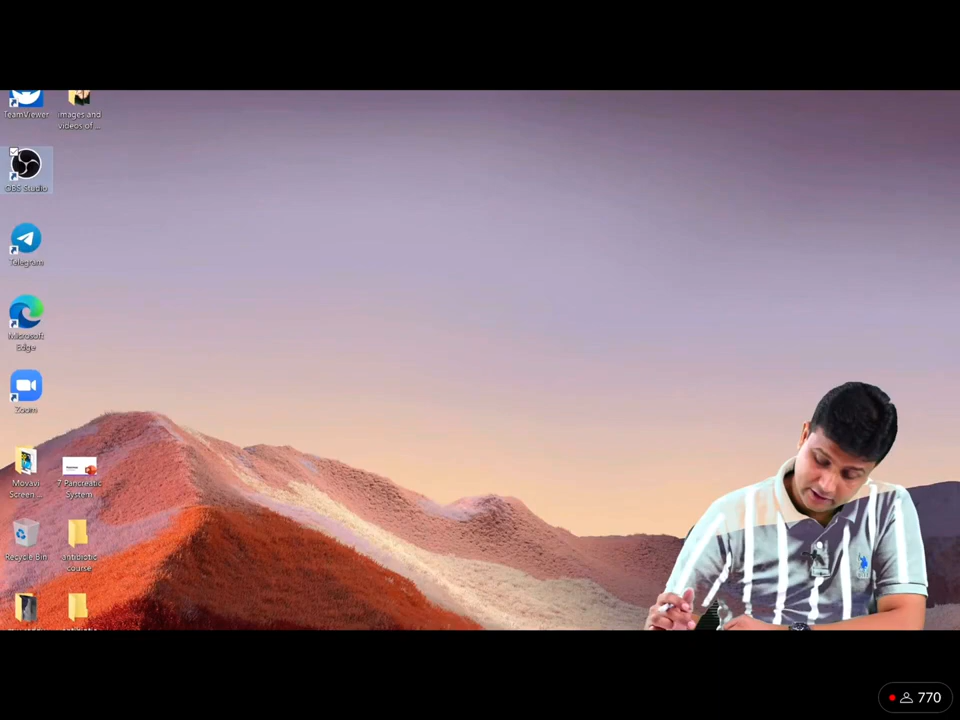 TeamViewer
images and
videos of ...
OBS Studio
Telegram
Microsoft
Edge
Zoom
Movavi
Screen ...
7 Pancreatic
System
Recycle Bin
antibiotic
course
770